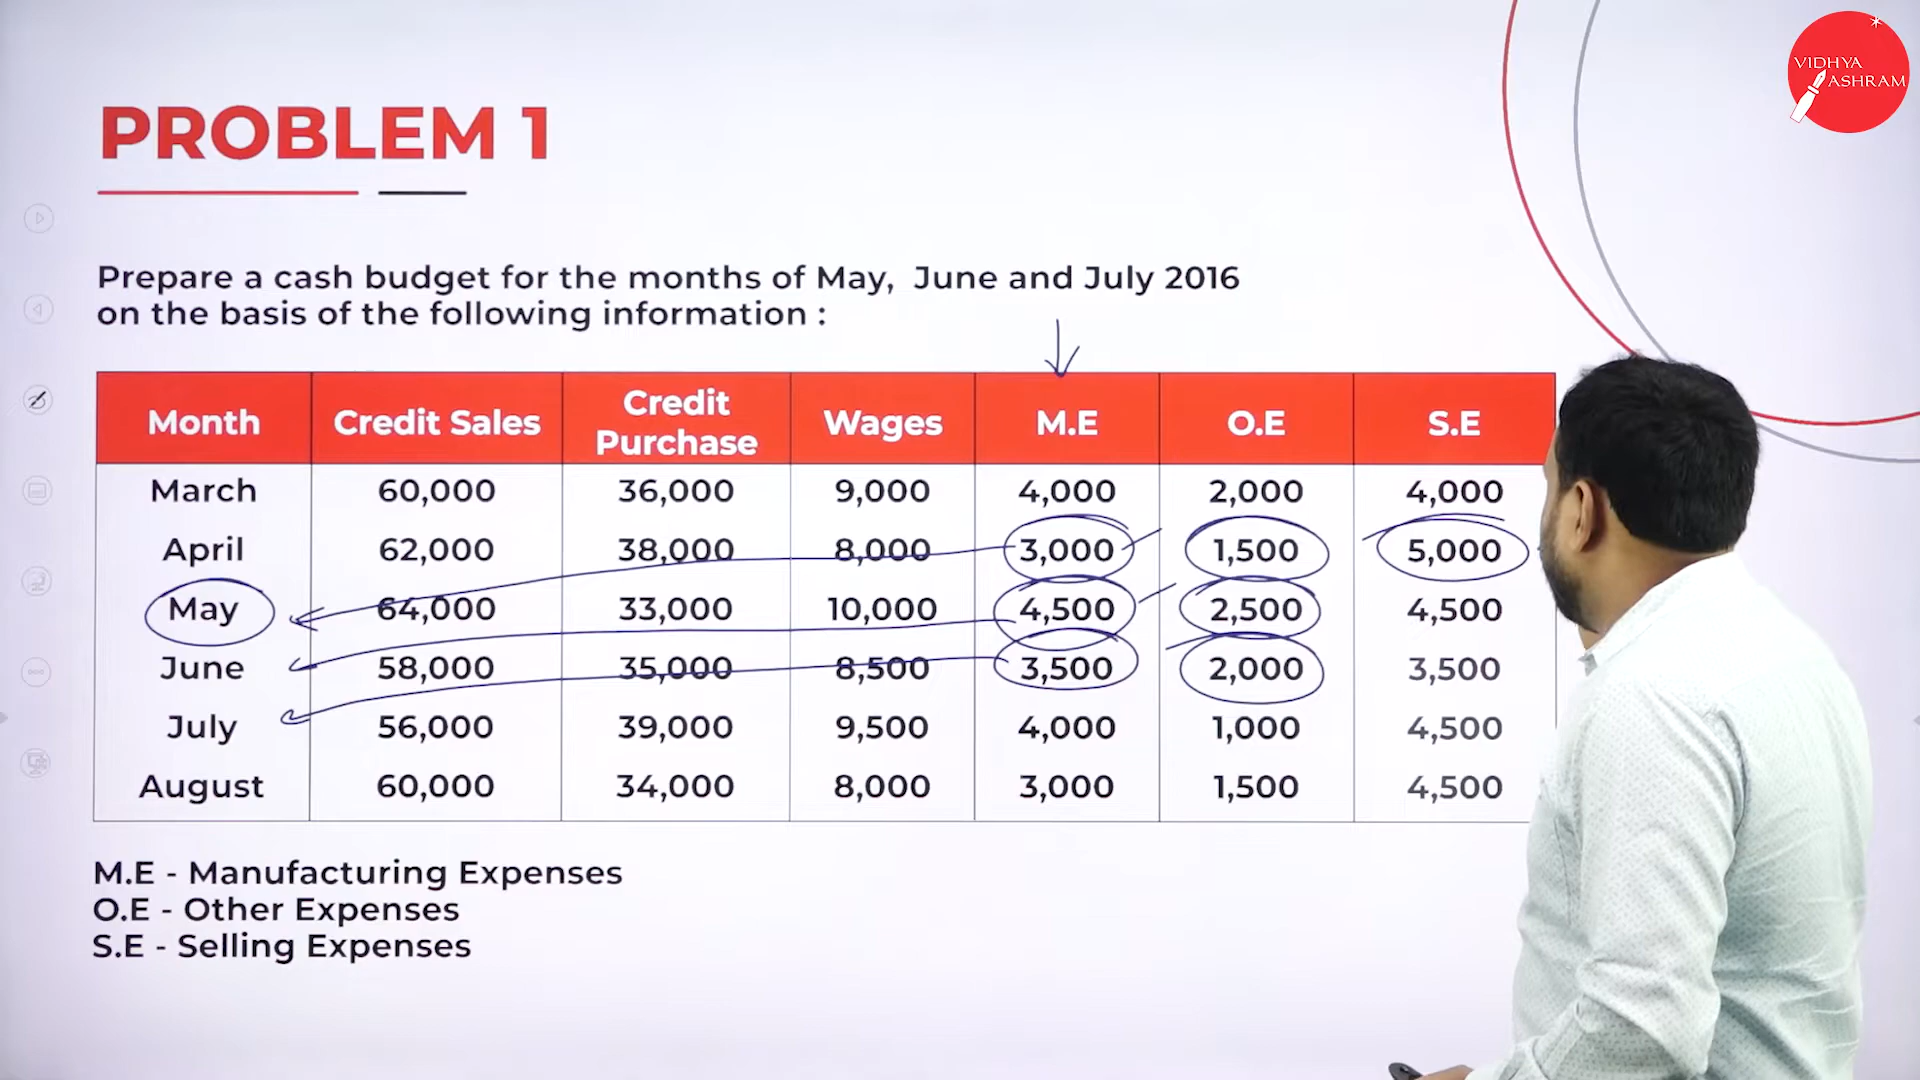 VIDHYA
ASHRAM
PROBLEM 1
Prepare a cash budget for the months of May, June and July 2016
on the basis of the following information :
Month Credit Sales Credit Purchase Wages M.E O.E S.E
March 60,000 36,000 9,000 4,000 2,000 4,000
April 62,000 38,000 8,000 3,000 1,500 5,000
May 64,000 33,000 10,000 4,500 2,500 4,500
June 58,000 35,000 8,500 3,500 2,000 3,500
July 56,000 39,000 9,500 4,000 1,000 4,500
August 60,000 34,000 8,000 3,000 1,500 4,500
M.E - Manufacturing Expenses
O.E - Other Expenses
S.E - Selling Expenses